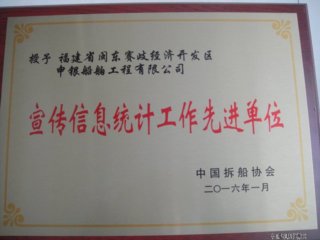 授予 福建省闽东赛岐经济开发区
申银船舶工程有限公司
宣传信息统计工作先进单位
中国拆船协会
二〇一六年一月